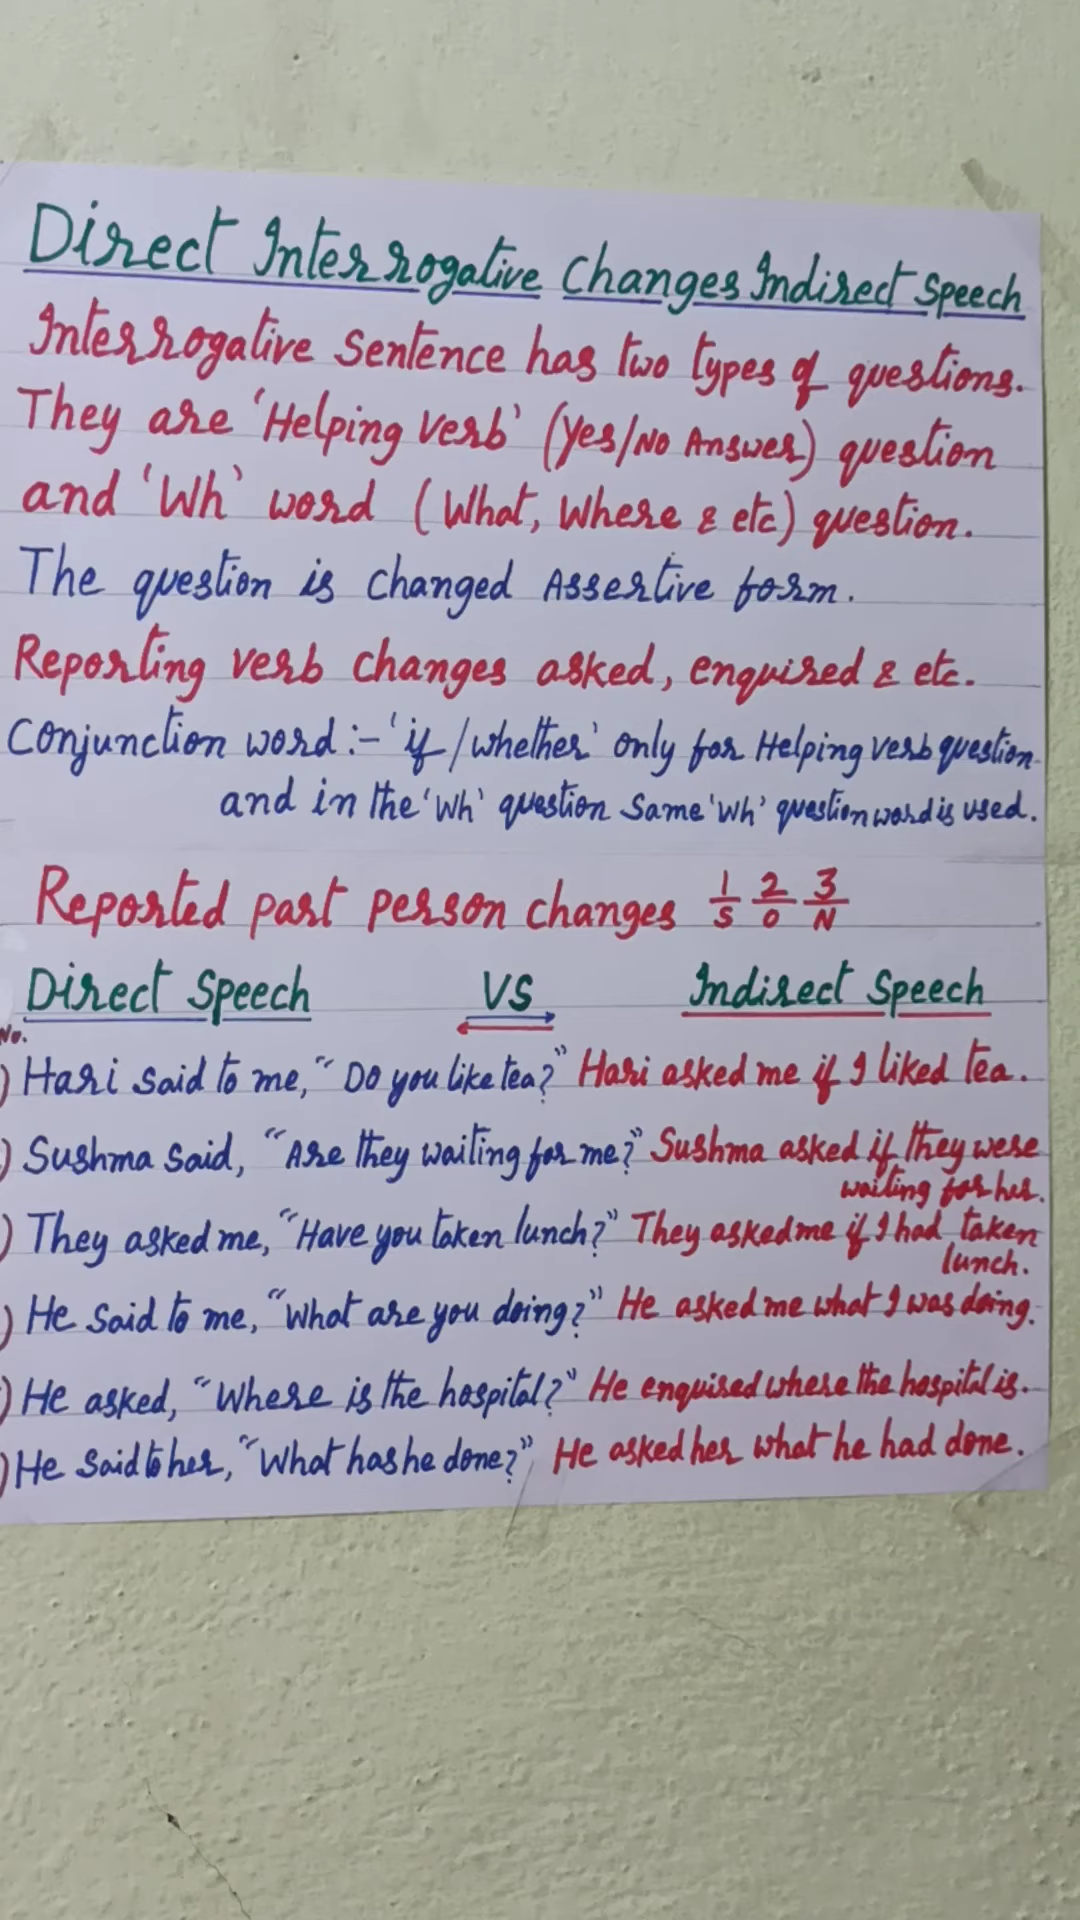 Direct Interrogative Changes Indirect Speech
Interrogative Sentence has two types of questions.
They are 'Helping verb' (Yes/No Answer) question
and 'Wh' word (What, Where & etc) question.
The question is changed Assertive form.
Reporting verb changes asked, enquired & etc.
Conjunction word :- 'if/whether' only for Helping verb question
and in the 'Wh' question Same 'Wh' question word is used.
Reported part person changes 1/S 2/O 3/N
Direct Speech VS Indirect Speech
No.
) Hari said to me, "Do you like tea?" Hari asked me if I liked tea.
) Sushma said, "Are they waiting for me?" Sushma asked if they were
waiting for her.
) They asked me, "Have you taken lunch?" They asked me if I had taken
lunch.
) He said to me, "What are you doing?" He asked me what I was doing.
) He asked, "Where is the hospital?" He enquired where the hospital is.
) He said to her, "What has he done?" He asked her what he had done.